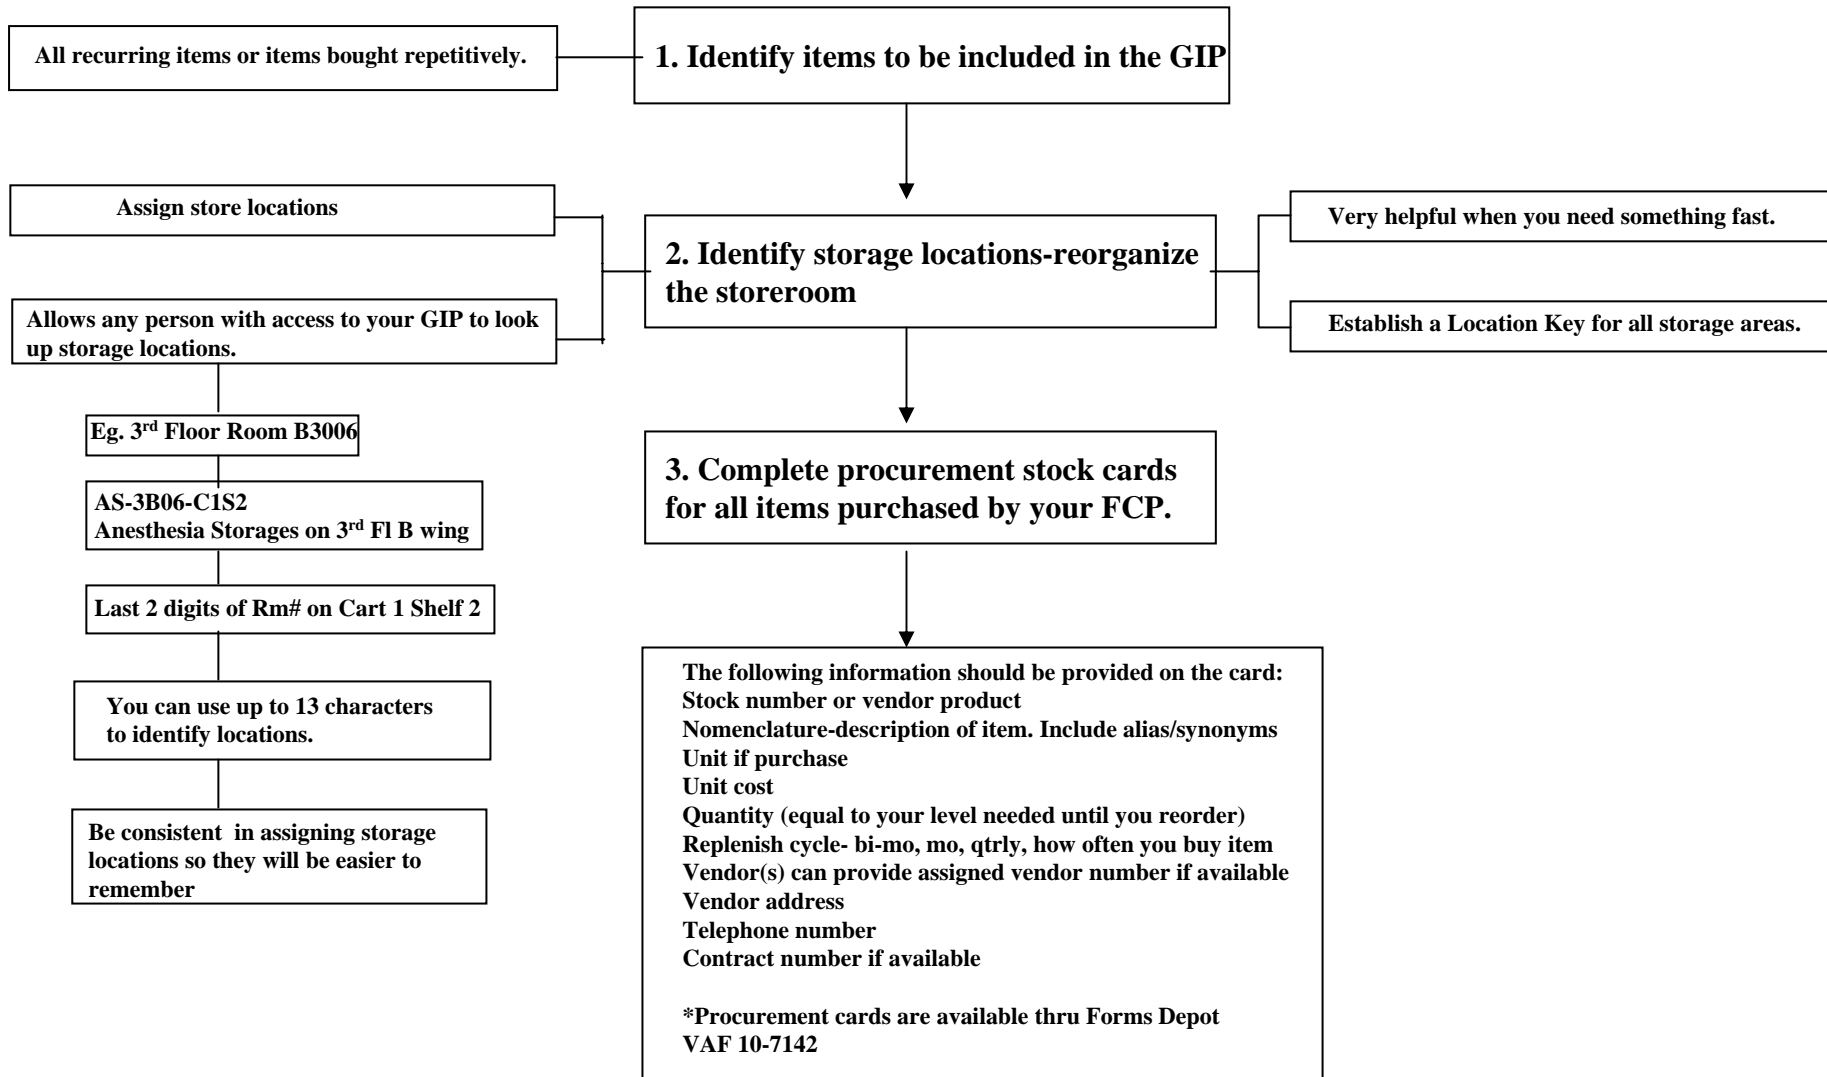 All recurring items or items bought repetitively.
1. Identify items to be included in the GIP
Assign store locations
2. Identify storage locations-reorganize
the storeroom
Very helpful when you need something fast.
Establish a Location Key for all storage areas.
Allows any person with access to your GIP to look
up storage locations.
Eg. 3rd Floor Room B3006
AS-3B06-C1S2
Anesthesia Storages on 3rd Fl B wing
Last 2 digits of Rm# on Cart 1 Shelf 2
You can use up to 13 characters
to identify locations.
Be consistent in assigning storage
locations so they will be easier to
remember
3. Complete procurement stock cards
for all items purchased by your FCP.
The following information should be provided on the card:
Stock number or vendor product
Nomenclature-description of item. Include alias/synonyms
Unit if purchase
Unit cost
Quantity (equal to your level needed until you reorder)
Replenish cycle- bi-mo, mo, qtrly, how often you buy item
Vendor(s) can provide assigned vendor number if available
Vendor address
Telephone number
Contract number if available
*Procurement cards are available thru Forms Depot
VAF 10-7142